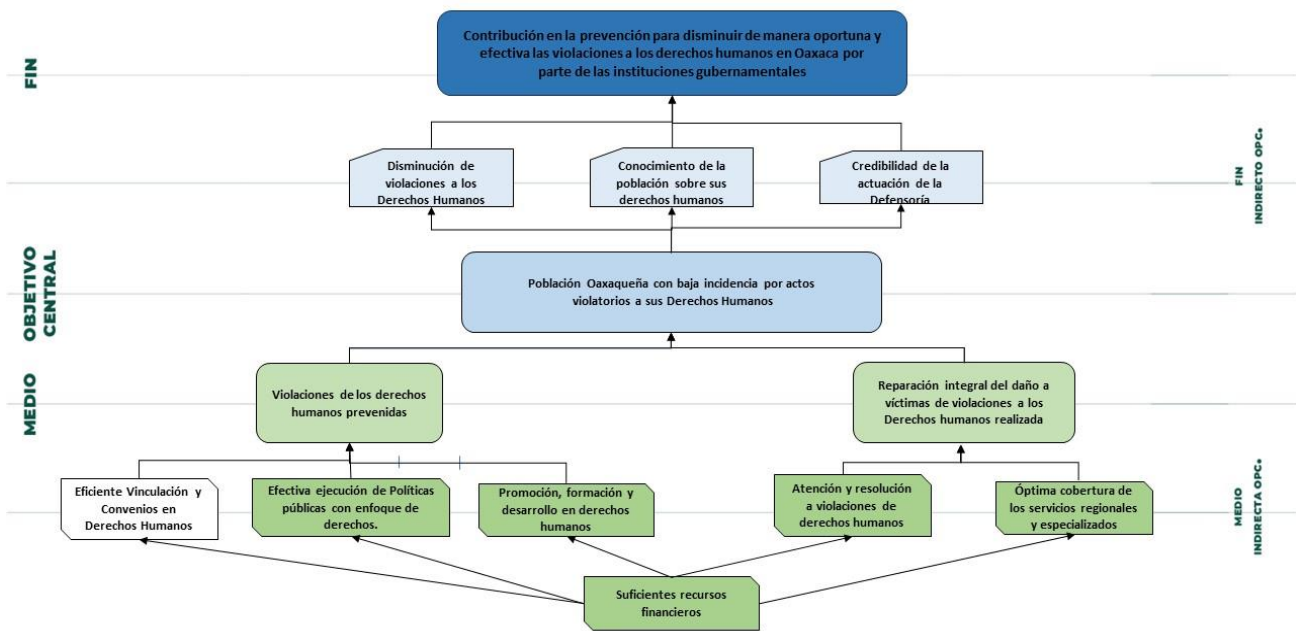 FIN
Contribución en la prevención para disminuir de manera oportuna y
efectiva las violaciones a los derechos humanos en Oaxaca por
parte de las instituciones gubernamentales
Disminución de
violaciones a los
Derechos Humanos
Conocimiento de la
población sobre sus
derechos humanos
Credibilidad de la
actuación de la
Defensoría
FIN
INDIRECTO OPC.
OBJETIVO
CENTRAL
Población Oaxaqueña con baja incidencia por actos
violatorios a sus Derechos Humanos
MEDIO
Violaciones de los derechos
humanos prevenidas
Reparación integral del daño a
víctimas de violaciones a los
Derechos humanos realizada
Eficiente Vinculación y
Convenios en
Derechos Humanos
Efectiva ejecución de Políticas
públicas con enfoque de
derechos.
Promoción, formación y
desarrollo en derechos
humanos
Atención y resolución
a violaciones de
derechos humanos
Óptima cobertura de
los servicios regionales
y especializados
MEDIO
INDIRECTA OPC.
Suficientes recursos
financieros